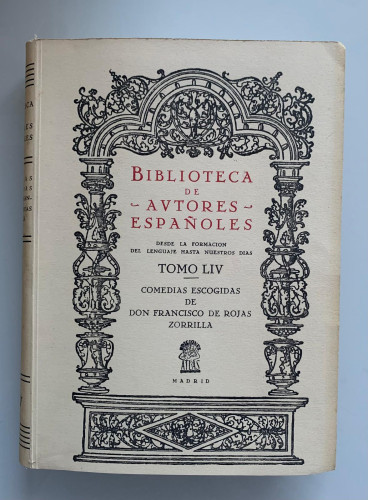 BIBLIOTECA
DE
- AVTORES -
ESPAÑOLES
DESDE LA FORMACION
DEL LENGUAJE HASTA NUESTROS DIAS
TOMO LIV
COMEDIAS ESCOGIDAS
DE
DON FRANCISCO DE ROJAS
ZORRILLA
ATLAS
MADRID